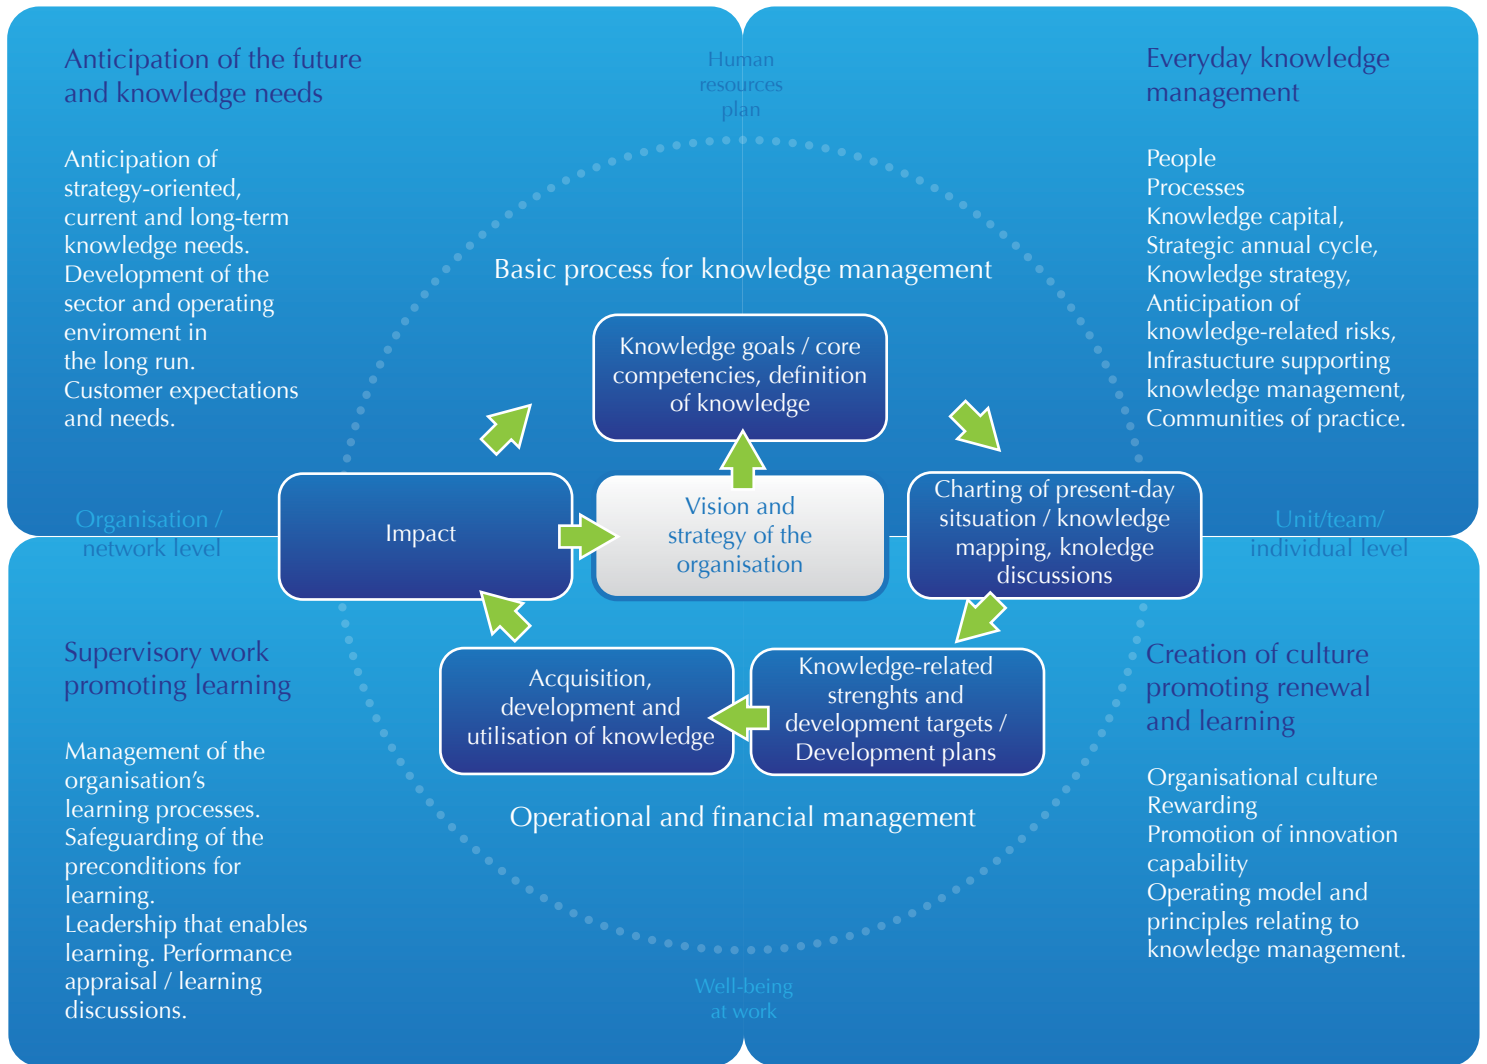 Anticipation of the future
and knowledge needs
Anticipation of
strategy-oriented,
current and long-term
knowledge needs.
Development of the
sector and operating
enviroment in
the long run.
Customer expectations
and needs.
Human
resources
plan
Everyday knowledge
management
People
Processes
Knowledge capital,
Strategic annual cycle,
Knowledge strategy,
Anticipation of
knowledge-related risks,
Infrastucture supporting
knowledge management,
Communities of practice.
Basic process for knowledge management
Knowledge goals / core
competencies, definition
of knowledge
Organisation /
network level
Impact
Vision and
strategy of the
organisation
Charting of present-day
sitsuation / knowledge
mapping, knoledge
discussions
Unit/team/
individual level
Acquisition,
development and
utilisation of knowledge
Knowledge-related
strenghts and
development targets /
Development plans
Operational and financial management
Supervisory work
promoting learning
Management of the
organisation’s
learning processes.
Safeguarding of the
preconditions for
learning.
Leadership that enables
learning. Performance
appraisal / learning
discussions.
Well-being
at work
Creation of culture
promoting renewal
and learning
Organisational culture
Rewarding
Promotion of innovation
capability
Operating model and
principles relating to
knowledge management.